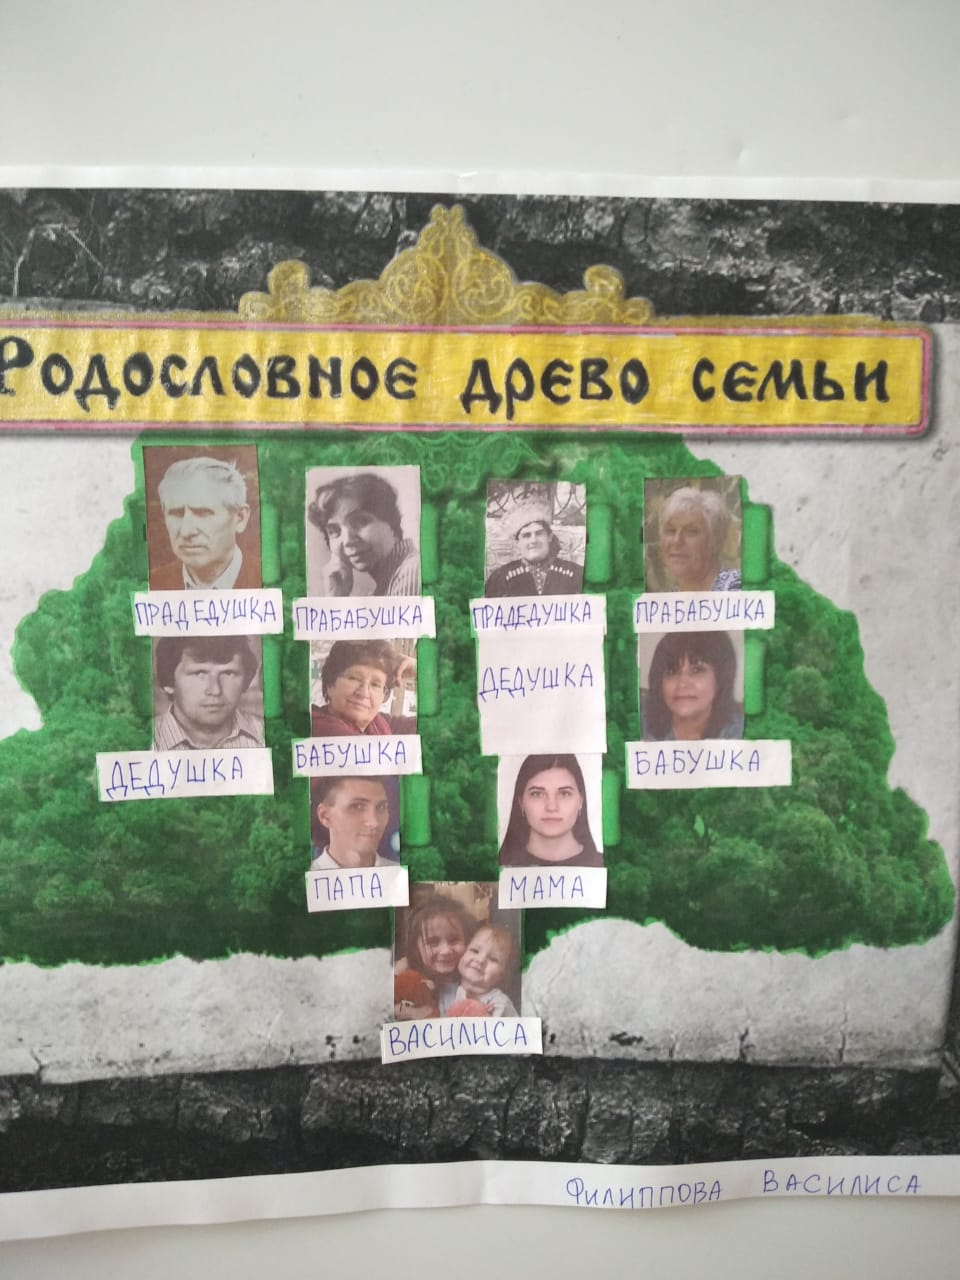 Родословное древо семьи
ПРАДЕДУШКА ПРАБАБУШКА ПРАДЕДУШКА ПРАБАБУШКА
ДЕДУШКА БАБУШКА ДЕДУШКА БАБУШКА
ПАПА МАМА
ВАСИЛИСА
ФИЛИППОВА ВАСИЛИСА